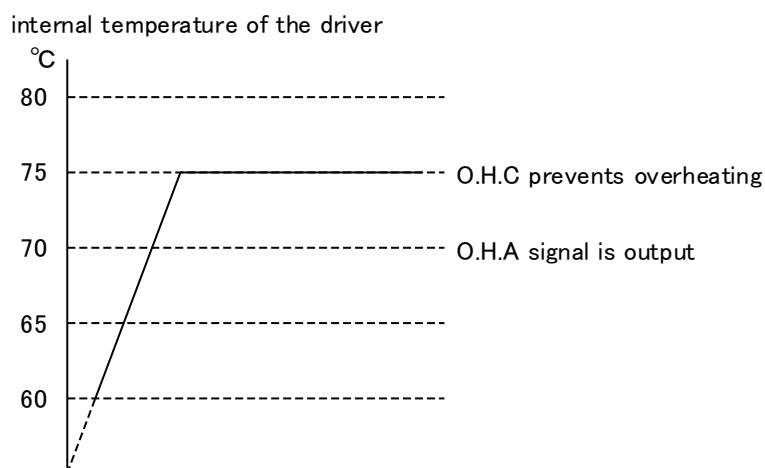 internal temperature of the driver
℃
80
75
O.H.C prevents overheating
70
O.H.A signal is output
65
60